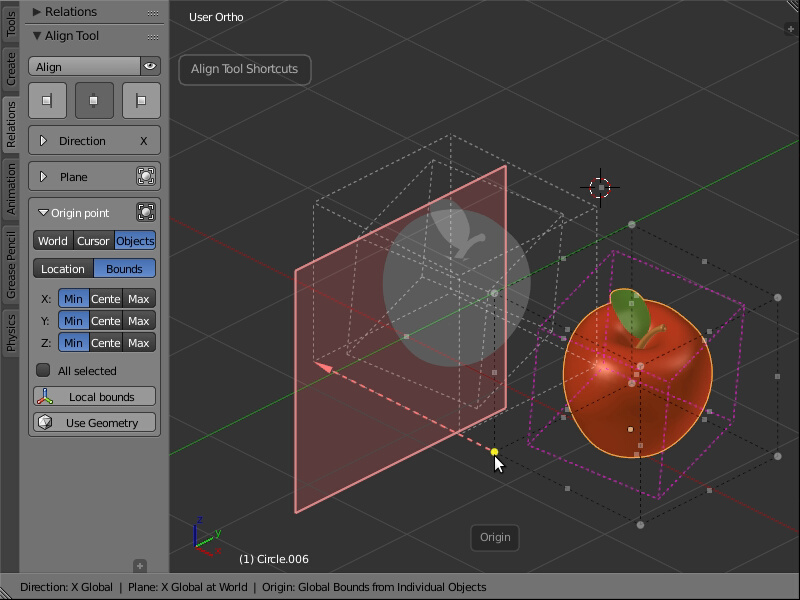 Tools
Create
Relations
Animation
Grease Pencil
Physics
Relations
Align Tool
Align
Direction X
Plane
Origin point
World Cursor Objects
Location Bounds
X: Min Cente Max
Y: Min Cente Max
Z: Min Cente Max
All selected
Local bounds
Use Geometry
User Ortho
Align Tool Shortcuts
Origin
z
y
x
(1) Circle.006
Direction: X Global | Plane: X Global at World | Origin: Global Bounds from Individual Objects